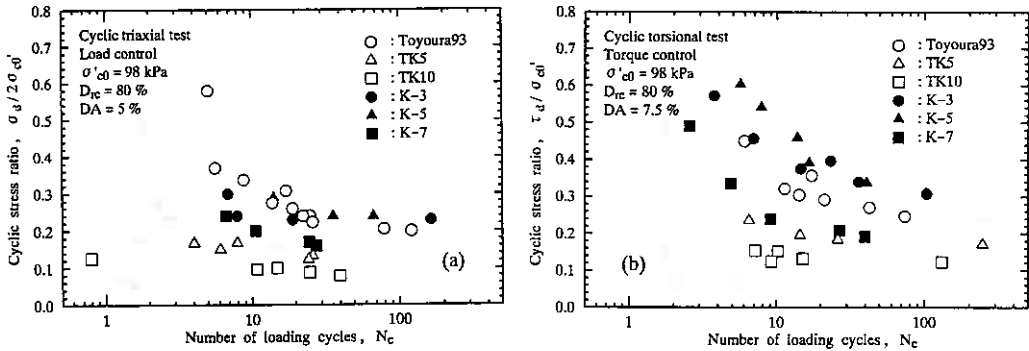 0.8
0.7
0.6
0.5
0.4
0.3
0.2
0.1
0.0
Cyclic stress ratio, σd/2σc0'
Cyclic triaxial test
Load control
σ'c0 = 98 kPa
Drc = 80 %
DA = 5 %
○ : Toyoura93
△ : TK5
□ : TK10
● : K-3
▲ : K-5
■ : K-7
(a)
1
10
100
Number of loading cycles, Nc
0.8
0.7
0.6
0.5
0.4
0.3
0.2
0.1
0.0
Cyclic stress ratio, τd/σc0'
Cyclic torsional test
Torque control
σ'c0 = 98 kPa
Drc = 80 %
DA = 7.5 %
○ : Toyoura93
△ : TK5
□ : TK10
● : K-3
▲ : K-5
■ : K-7
(b)
1
10
100
Number of loading cycles, Nc